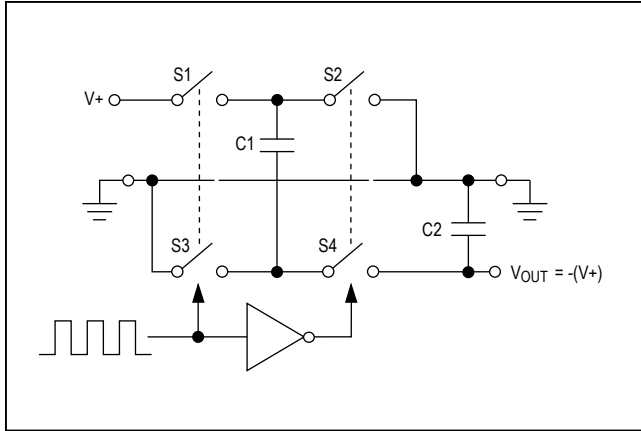 S1
S2
V+
C1
C2
S3
S4
VOUT = -(V+)